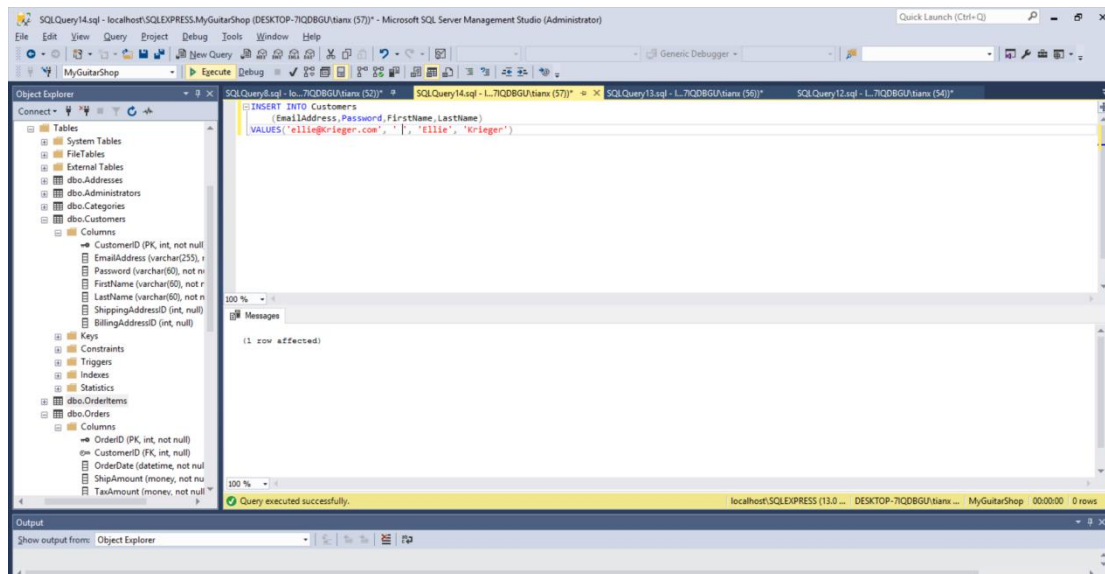 SQLQuery14.sql - localhost\SQLEXPRESS.MyGuitarShop (DESKTOP-7IQDBGU\tianx (57))* - Microsoft SQL Server Management Studio (Administrator)
Quick Launch (Ctrl+Q)
File Edit View Query Project Debug Tools Window Help
New Query
Generic Debugger
MyGuitarShop
Execute Debug
Object Explorer
SQLQuery8.sql - lo...7IQDBGU\tianx (52))*
SQLQuery14.sql - l...7IQDBGU\tianx (57))*
SQLQuery13.sql - l...7IQDBGU\tianx (56))*
SQLQuery12.sql - l...7IQDBGU\tianx (54))*
Connect
Tables
System Tables
FileTables
External Tables
dbo.Addresses
dbo.Administrators
dbo.Categories
dbo.Customers
Columns
CustomerID (PK, int, not null
EmailAddress (varchar(255), r
Password (varchar(60), not n
FirstName (varchar(60), not r
LastName (varchar(60), not n
ShippingAddressID (int, null)
BillingAddressID (int, null)
Keys
Constraints
Triggers
Indexes
Statistics
dbo.OrderItems
dbo.Orders
Columns
OrderID (PK, int, not null)
CustomerID (FK, int, null)
OrderDate (datetime, not nul
ShipAmount (money, not nu
TaxAmount (money, not null
INSERT INTO Customers
(EmailAddress,Password,FirstName,LastName)
VALUES('ellie@Krieger.com', ' ', 'Ellie', 'Krieger')
100 %
Messages
(1 row affected)
100 %
Query executed successfully.
localhost\SQLEXPRESS (13.0 ... DESKTOP-7IQDBGU\tianx ... MyGuitarShop 00:00:00 0 rows
Output
Show output from: Object Explorer